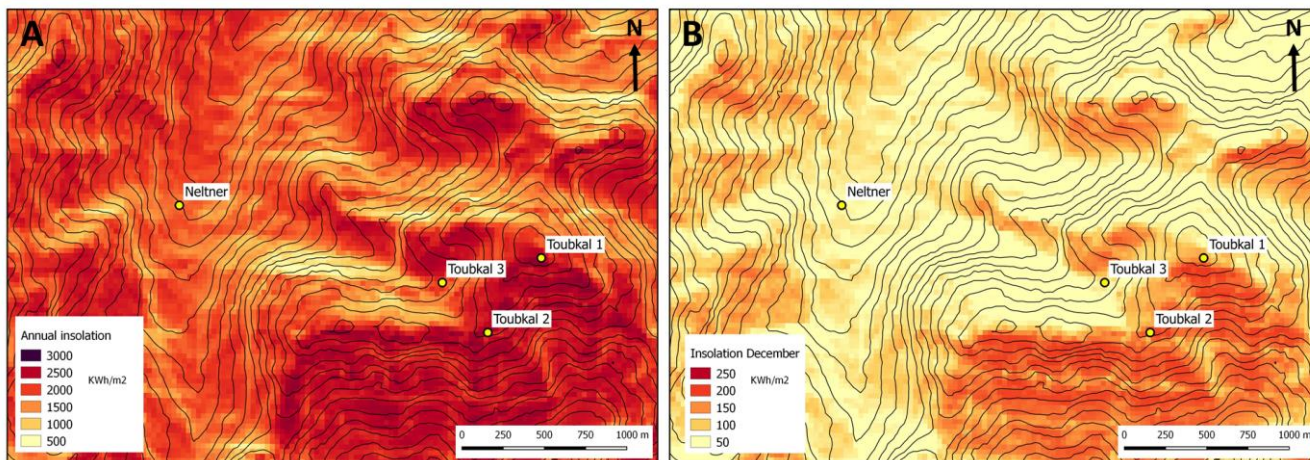 A
N
Neltner
Toubkal 1
Toubkal 3
Toubkal 2
Annual insolation
3000
2500
2000
KWh/m2
1500
1000
500
0 250 500 750 1000 m
B
N
Neltner
Toubkal 1
Toubkal 3
Toubkal 2
Insolation December
250
KWh/m2
200
150
100
50
0 250 500 750 1000 m